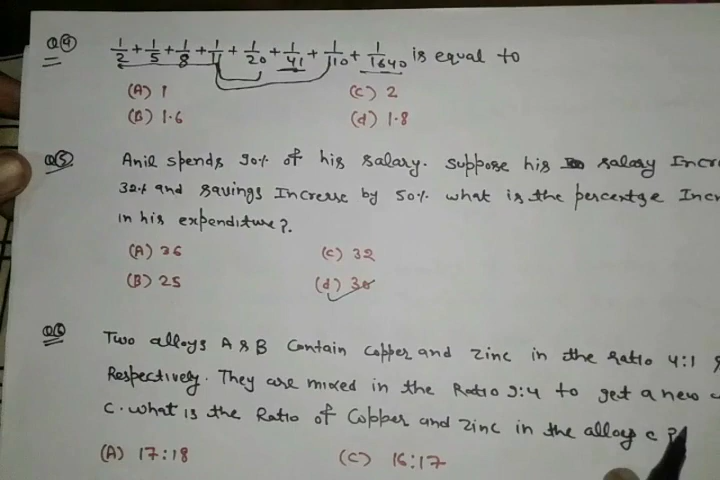 Q4 1/2 + 1/5 + 1/8 + 1/11 + 1/20 + 1/41 + 1/110 + 1/1640 is equal to
(A) 1 (C) 2
(B) 1.6 (d) 1.8
Q5 Anil spends 90% of his salary. Suppose his salary
32% and savings Increase by 50% what is the percentge
in his expenditure?.
(A) 36 (C) 32
(B) 25 (d) 30
Q6 Two alloys A & B Contain Copper and Zinc in the ratio 4:1
Respectively. They are mixed in the Ratio 9:4 to get a new
C. What is the Ratio of Copper and Zinc in the alloy C ?
(A) 17:18 (C) 16:17